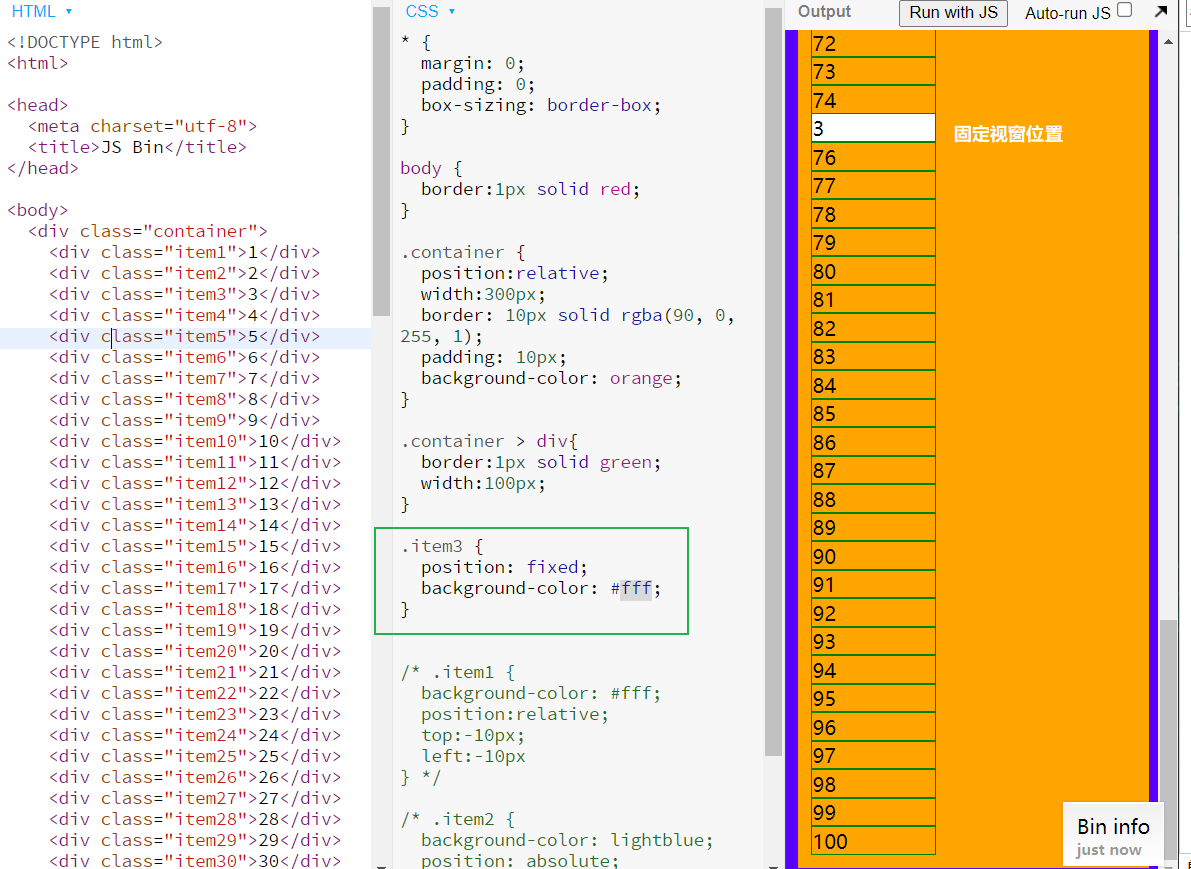 HTML ▾
<!DOCTYPE html>
<html>
<head>
<meta charset="utf-8">
<title>JS Bin</title>
</head>
<body>
<div class="container">
<div class="item1">1</div>
<div class="item2">2</div>
<div class="item3">3</div>
<div class="item4">4</div>
<div class="item5">5</div>
<div class="item6">6</div>
<div class="item7">7</div>
<div class="item8">8</div>
<div class="item9">9</div>
<div class="item10">10</div>
<div class="item11">11</div>
<div class="item12">12</div>
<div class="item13">13</div>
<div class="item14">14</div>
<div class="item15">15</div>
<div class="item16">16</div>
<div class="item17">17</div>
<div class="item18">18</div>
<div class="item19">19</div>
<div class="item20">20</div>
<div class="item21">21</div>
<div class="item22">22</div>
<div class="item23">23</div>
<div class="item24">24</div>
<div class="item25">25</div>
<div class="item26">26</div>
<div class="item27">27</div>
<div class="item28">28</div>
<div class="item29">29</div>
<div class="item30">30</div>
CSS ▾
* {
margin: 0;
padding: 0;
box-sizing: border-box;
}
body {
border:1px solid red;
}
.container {
position:relative;
width:300px;
border: 10px solid rgba(90, 0,
255, 1);
padding: 10px;
background-color: orange;
}
.container > div{
border:1px solid green;
width:100px;
}
.item3 {
position: fixed;
background-color: #fff;
}
/* .item1 {
background-color: #fff;
position:relative;
top:-10px;
left:-10px
} */
/* .item2 {
background-color: lightblue;
position: absolute;
Output
Run with JS
Auto-run JS
72
73
74
3
固定视窗位置
76
77
78
79
80
81
82
83
84
85
86
87
88
89
90
91
92
93
94
95
96
97
98
99
100
Bin info
just now